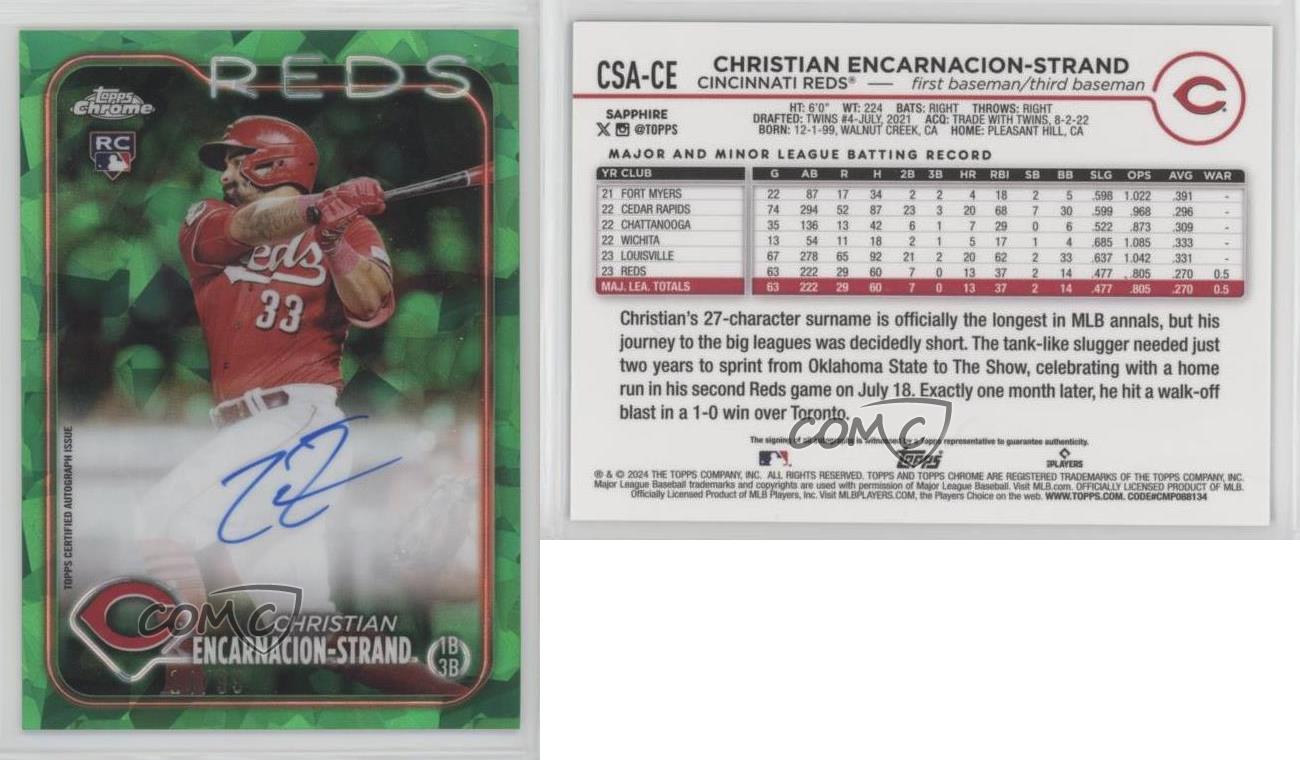 REDS
Topps
Chrome
RC
eds
33
TOPPS CERTIFIED AUTOGRAPH ISSUE
COMC
CHRISTIAN
ENCARNACION-STRAND
1B
3B
CSA-CE
CHRISTIAN ENCARNACION-STRAND
CINCINNATI REDS® — first baseman/third baseman
C
SAPPHIRE
X @TOPPS
HT: 6'0" WT: 224 BATS: RIGHT THROWS: RIGHT
DRAFTED: TWINS #4-JULY, 2021 ACQ: TRADE WITH TWINS, 8-2-22
BORN: 12-1-99, WALNUT CREEK, CA HOME: PLEASANT HILL, CA
MAJOR AND MINOR LEAGUE BATTING RECORD
YR CLUB G AB R H 2B 3B HR RBI SB BB SLG OPS AVG WAR
21 FORT MYERS 22 87 17 34 2 2 4 18 2 5 .598 1.022 .391 -
22 CEDAR RAPIDS 74 294 52 87 23 3 20 68 7 30 .599 .968 .296 -
22 CHATTANOOGA 35 136 13 42 6 1 7 29 0 6 .522 .873 .309 -
22 WICHITA 13 54 11 18 2 1 5 17 1 4 .685 1.085 .333 -
23 LOUISVILLE 67 278 65 92 21 2 20 62 2 33 .637 1.042 .331 -
23 REDS 63 222 29 60 7 0 13 37 2 14 .477 .805 .270 0.5
MAJ. LEA. TOTALS 63 222 29 60 7 0 13 37 2 14 .477 .805 .270 0.5
Christian's 27-character surname is officially the longest in MLB annals, but his
journey to the big leagues was decidedly short. The tank-like slugger needed just
two years to sprint from Oklahoma State to The Show, celebrating with a home
run in his second Reds game on July 18. Exactly one month later, he hit a walk-off
blast in a 1-0 win over Toronto.
COMC
The signing of all autographs is witnessed by a Topps representative to guarantee authenticity.
Topps
PLAYERS
® & © 2024 THE TOPPS COMPANY, INC. ALL RIGHTS RESERVED. TOPPS AND TOPPS CHROME ARE REGISTERED TRADEMARKS OF THE TOPPS COMPANY, INC.
Major League Baseball trademarks and copyrights are used with permission of Major League Baseball. Visit MLB.com. OFFICIALLY LICENSED PRODUCT OF MLB.
Officially Licensed Product of MLB Players, Inc. Visit MLBPLAYERS.COM, the Players Choice on the web. WWW.TOPPS.COM. CODE#CMP088134